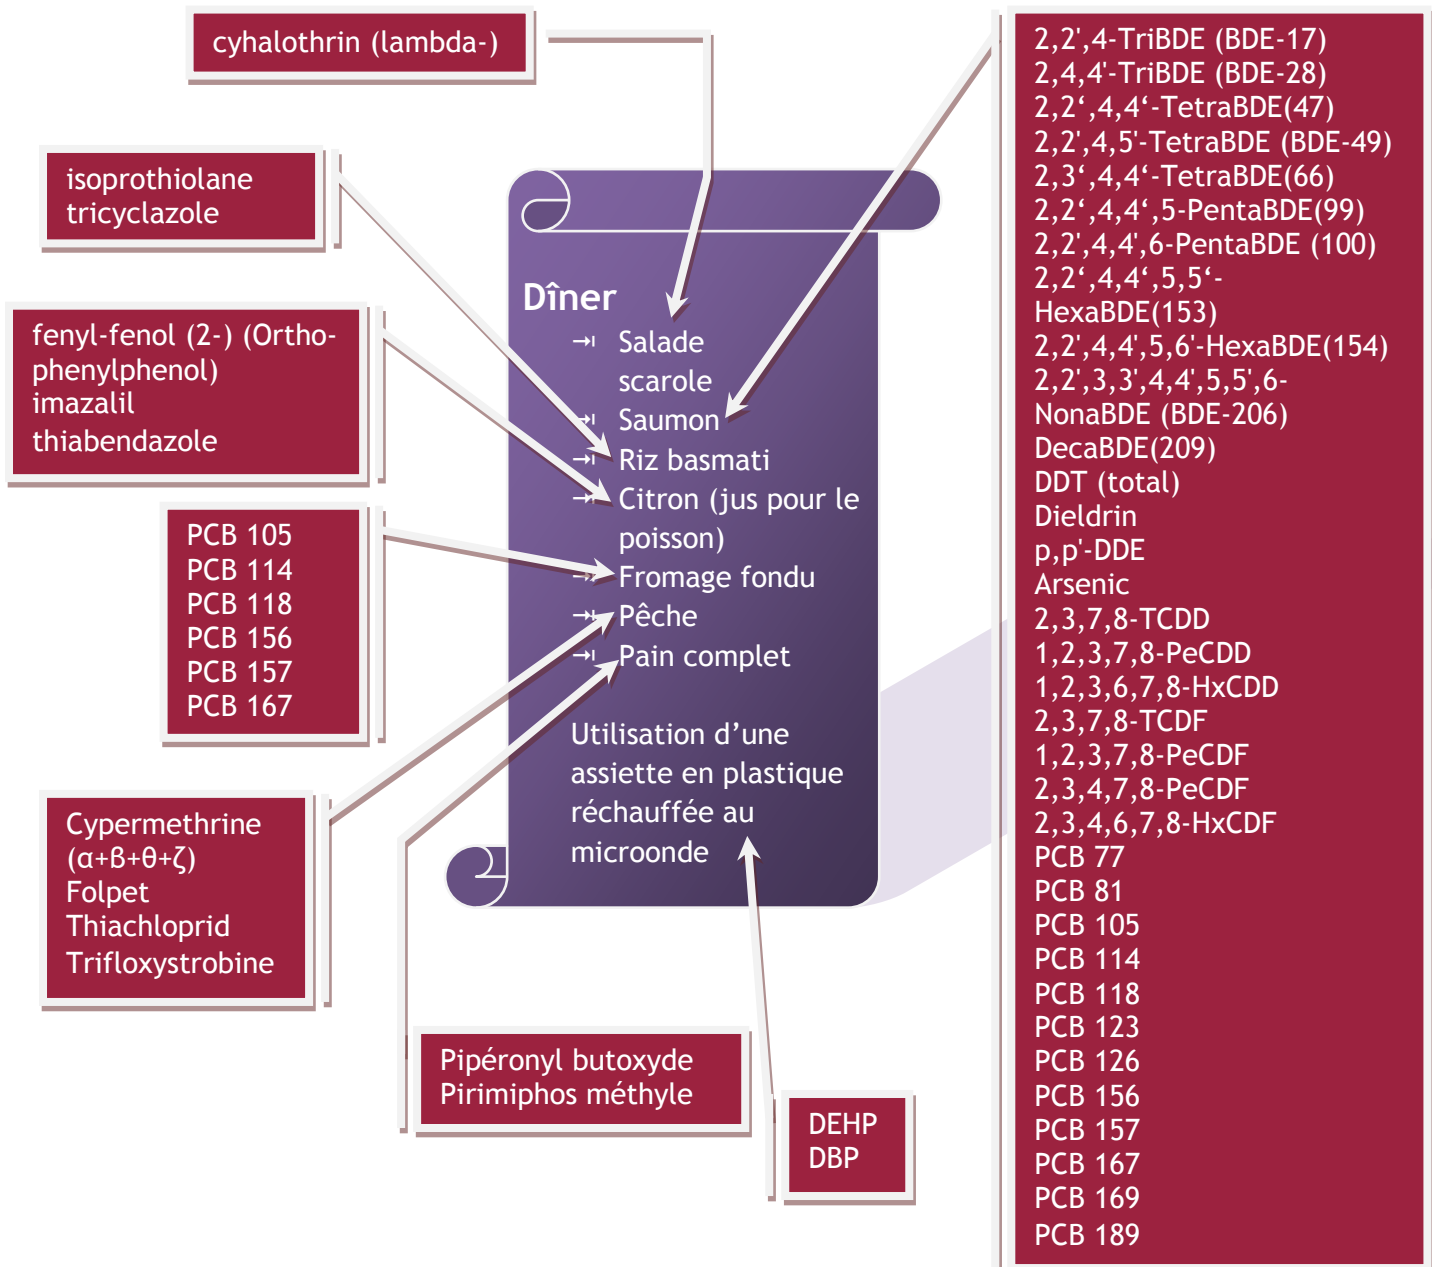 cyhalothrin (lambda-)
isoprothiolane
tricyclazole
fenyl-fenol (2-) (Ortho-
phenylphenol)
imazalil
thiabendazole
PCB 105
PCB 114
PCB 118
PCB 156
PCB 157
PCB 167
Cypermethrine
(α+ß+θ+ζ)
Folpet
Thiachloprid
Trifloxystrobine
Dîner
Salade
scarole
Saumon
Riz basmati
Citron (jus pour le
poisson)
Fromage fondu
Pêche
Pain complet
Utilisation d’une
assiette en plastique
réchauffée au
microonde
Pipéronyl butoxyde
Pirimiphos méthyle
DEHP
DBP
2,2',4-TriBDE (BDE-17)
2,4,4'-TriBDE (BDE-28)
2,2‘,4,4‘-TetraBDE(47)
2,2',4,5'-TetraBDE (BDE-49)
2,3‘,4,4‘-TetraBDE(66)
2,2‘,4,4‘,5-PentaBDE(99)
2,2',4,4',6-PentaBDE (100)
2,2‘,4,4‘,5,5‘-
HexaBDE(153)
2,2',4,4',5,6'-HexaBDE(154)
2,2',3,3',4,4',5,5',6-
NonaBDE (BDE-206)
DecaBDE(209)
DDT (total)
Dieldrin
p,p'-DDE
Arsenic
2,3,7,8-TCDD
1,2,3,7,8-PeCDD
1,2,3,6,7,8-HxCDD
2,3,7,8-TCDF
1,2,3,7,8-PeCDF
2,3,4,7,8-PeCDF
2,3,4,6,7,8-HxCDF
PCB 77
PCB 81
PCB 105
PCB 114
PCB 118
PCB 123
PCB 126
PCB 156
PCB 157
PCB 167
PCB 169
PCB 189